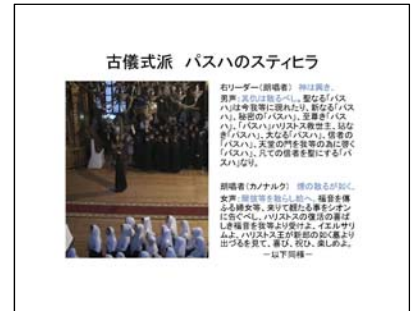 古儀式派　パスハのスティヒラ
右リーダー（朗唱者）　神は興き、
男声：其仇は散るべし。聖なる「パス
ハ」は今我等に現れたり、新なる「パス
ハ」、秘密の「パスハ」、至尊き「パス
ハ」、「パスハ」ハリストス救世主、玷な
き「パスハ」、大なる「パスハ」、信者の
「パスハ」、天堂の門を我等の為に啓く
「パスハ」、凡ての信者を聖にする「パ
スハ」なり。
朗唱者（カノナルク）　煙の散るが如く、
女声：爾彼等を散らし給へ。福音を傳
ふる婦女等、来りて観たる事をシオン
に告ぐべし、ハリストスの復活の喜ば
しき福音を我等より受けよ、イエルサリ
ムよ、ハリストス王が新郎の如く墓より
出づるを見て、喜び、祝ひ、楽しめよ。
－以下同様－